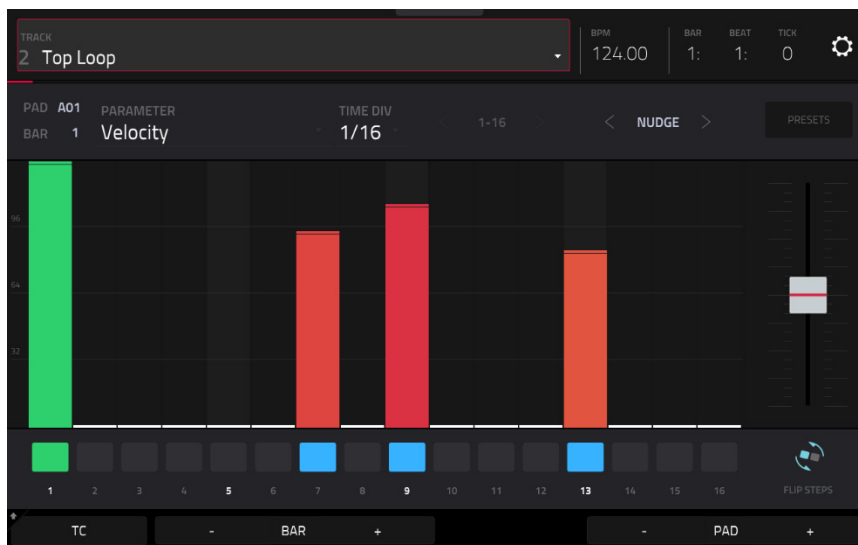 TRACK BPM BAR BEAT TICK
2 Top Loop 124.00 1: 1: 0
PAD A01 PARAMETER TIME DIV
1-16 < NUDGE > PRESETS
BAR 1 Velocity 1/16
96
64
32
1 2 3 4 5 6 7 8 9 10 11 12 13 14 15 16 FLIP STEPS
TC - BAR + - PAD +